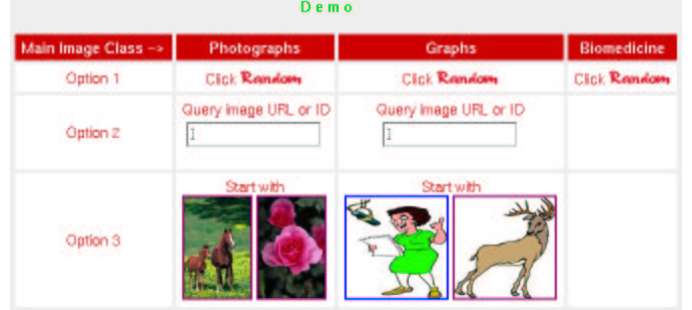 Demo
Main Image Class --> Photographs Graphs Biomedicine
Option 1 Click Random Click Random Click Random
Query image URL or ID Query image URL or ID
Option 2
Start with Start with
Option 3